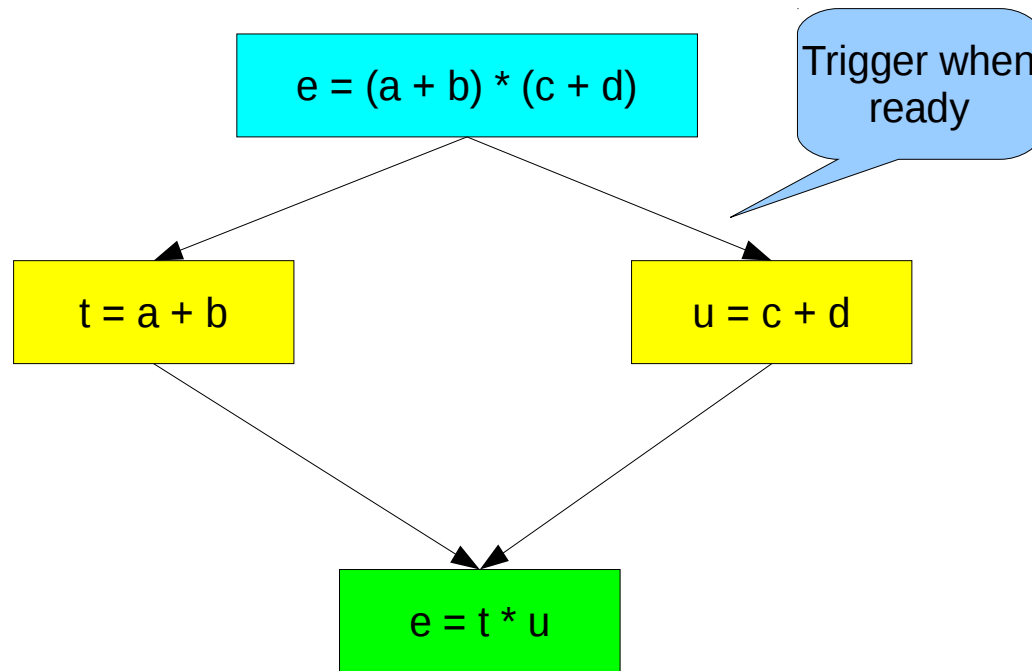 e = (a + b) * (c + d)
Trigger when
ready
t = a + b
u = c + d
e = t * u